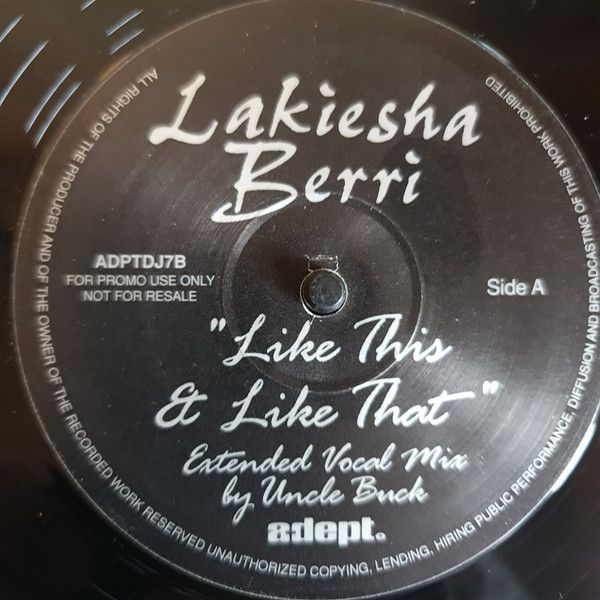 Lakiesha
Berri
ADPTDJ7B
FOR PROMO USE ONLY
NOT FOR RESALE
Side A
"Like This
& Like That"
Extended Vocal Mix
by Uncle Buck
adept.
ALL RIGHTS OF THE PRODUCER AND OF THE OWNER OF THE RECORDED WORK RESERVED UNAUTHORIZED COPYING, LENDING, HIRING PUBLIC PERFORMANCE, DIFFUSION AND BROADCASTING OF THIS WORK PROHIBITED